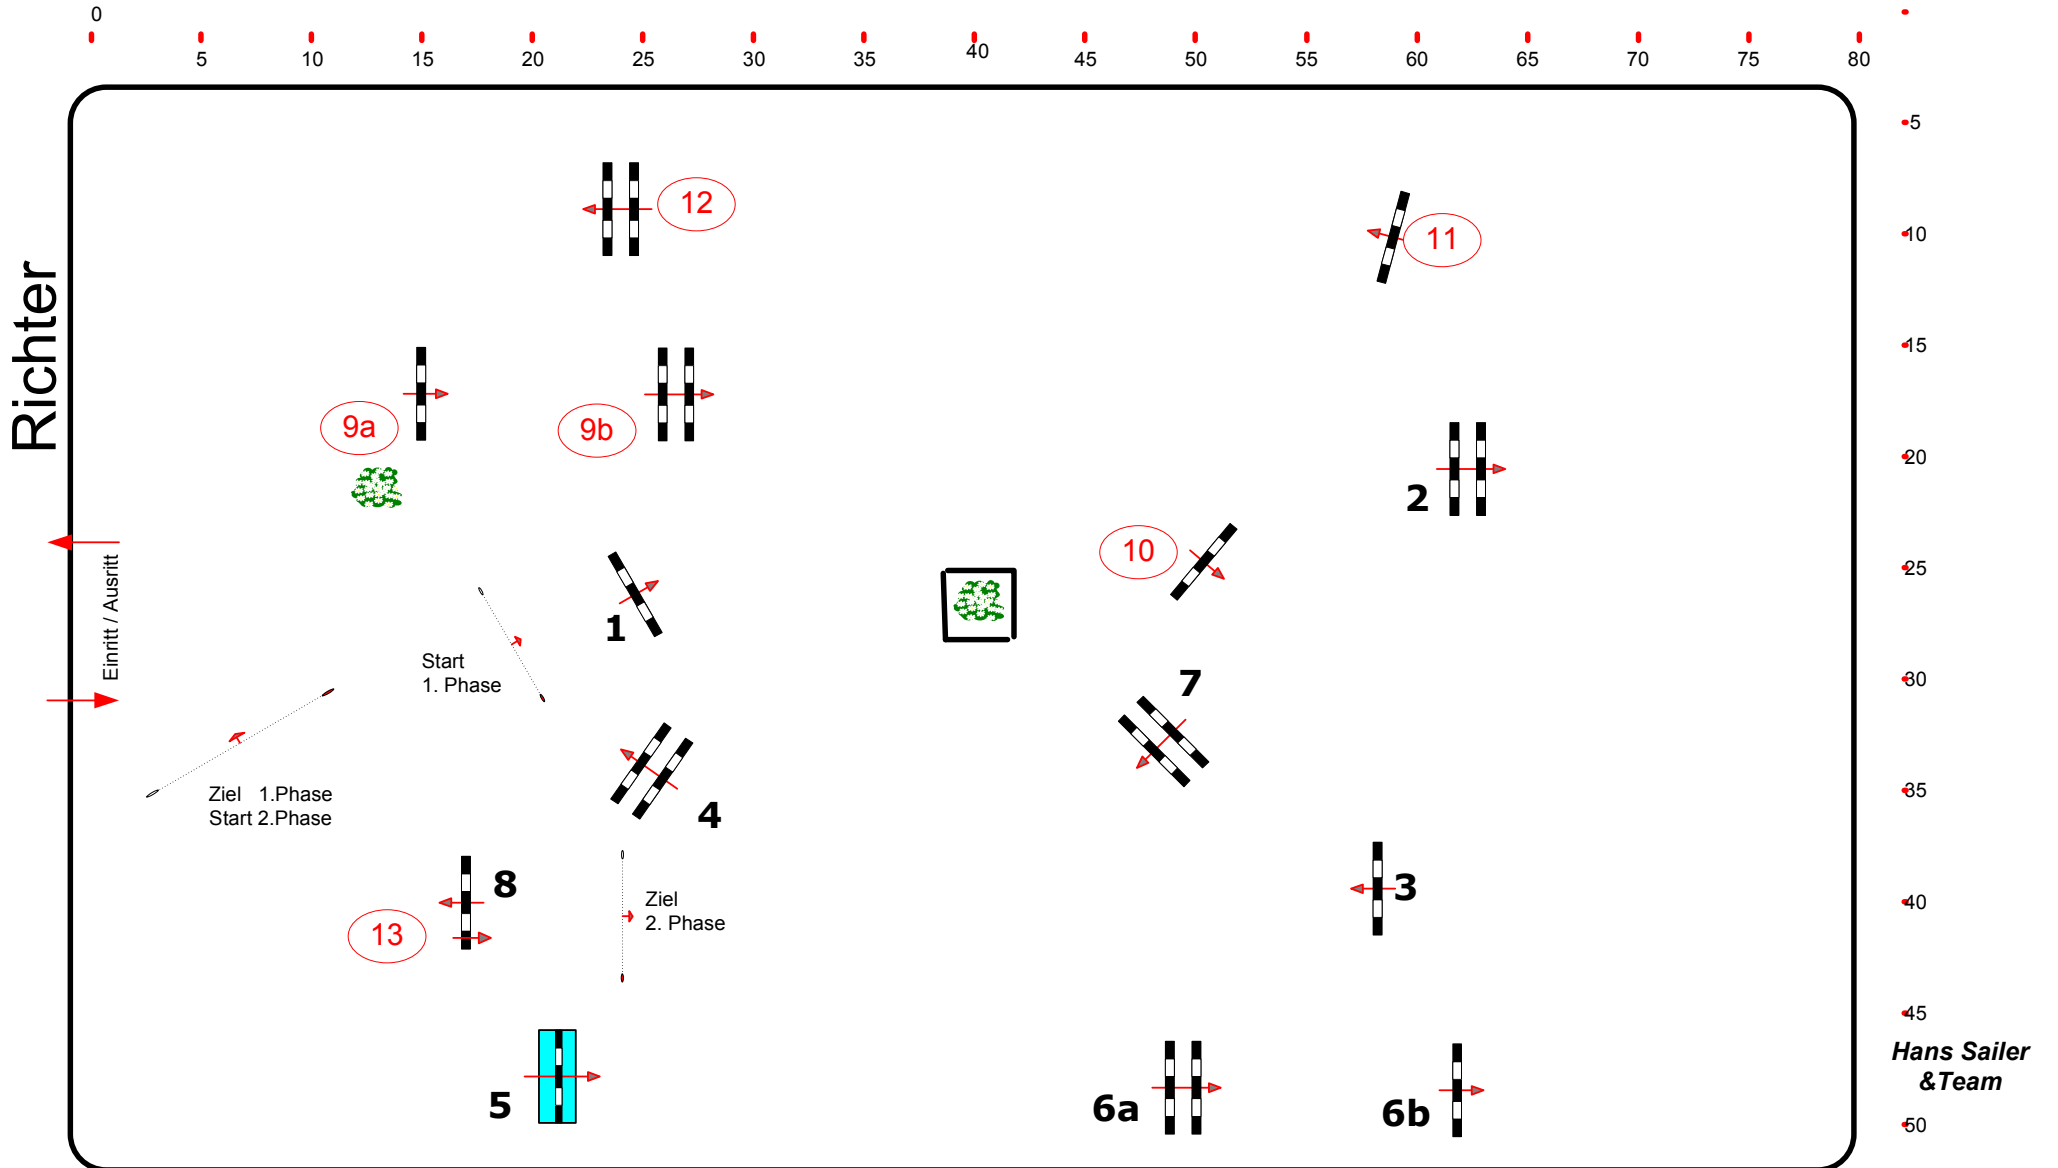 0
5
10
15
20
25
30
35
40
45
50
55
60
65
70
75
80
5
10
15
20
25
30
35
40
45
50
Richter
12
11
9a
9b
2
10
1
Einritt / Ausritt
Start
1. Phase
7
Ziel 1.Phase
Start 2.Phase
4
8
3
13
Ziel
2. Phase
5
6a
6b
Hans Sailer
&Team